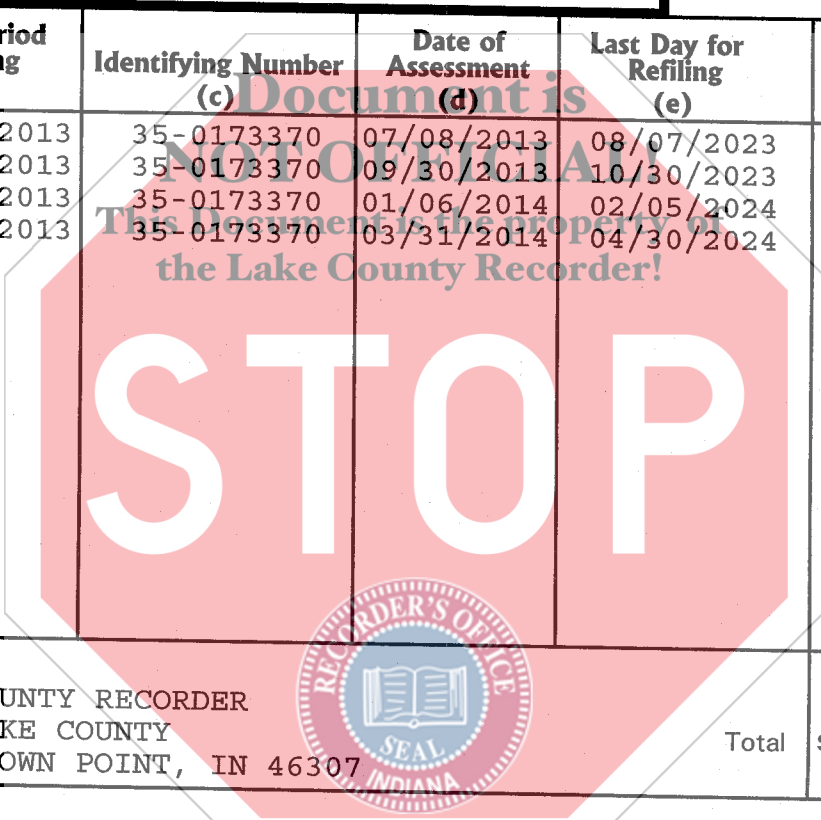 riod
ng
Identifying Number
(c)
Date of
Assessment
(d)
Last Day for
Refiling
(e)
2013 35-0173370 07/08/2013 08/07/2023
2013 35-0173370 09/30/2013 10/30/2023
2013 35-0173370 01/06/2014 02/05/2024
2013 35-0173370 03/31/2014 04/30/2024
Document is
NOT OFFICIAL!
This Document is the property of
the Lake County Recorder!
STOP
RECORDER'S OFFICE
SEAL
INDIANA
UNTY RECORDER
KE COUNTY
OWN POINT, IN 46307
Total